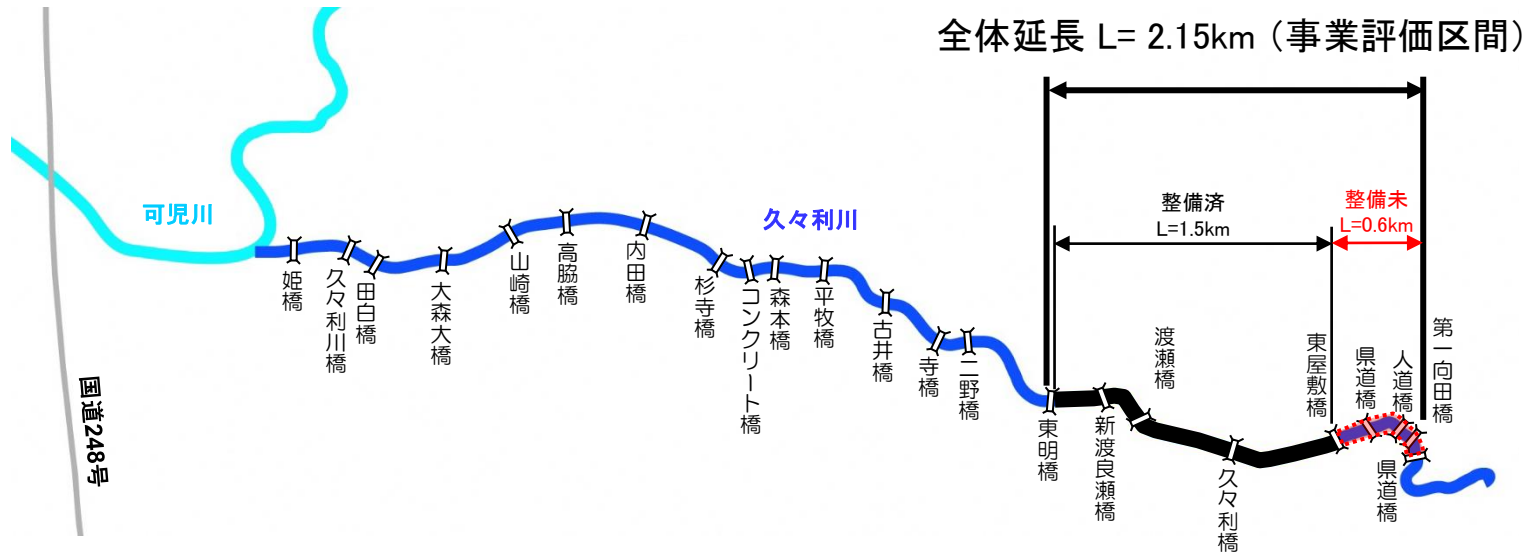 全体延長 L= 2.15km（事業評価区間）
整備済
L=1.5km
整備未
L=0.6km
可児川
久々利川
国道248号
姫橋
久々利川橋
田白橋
大森大橋
山崎橋
高脇橋
内田橋
杉寺橋
コンクリート橋
森本橋
平牧橋
古井橋
寺橋
二野橋
東明橋
新渡良瀬橋
渡瀬橋
久々利橋
東屋敷橋
県道橋
人道橋
県道橋
第一向田橋